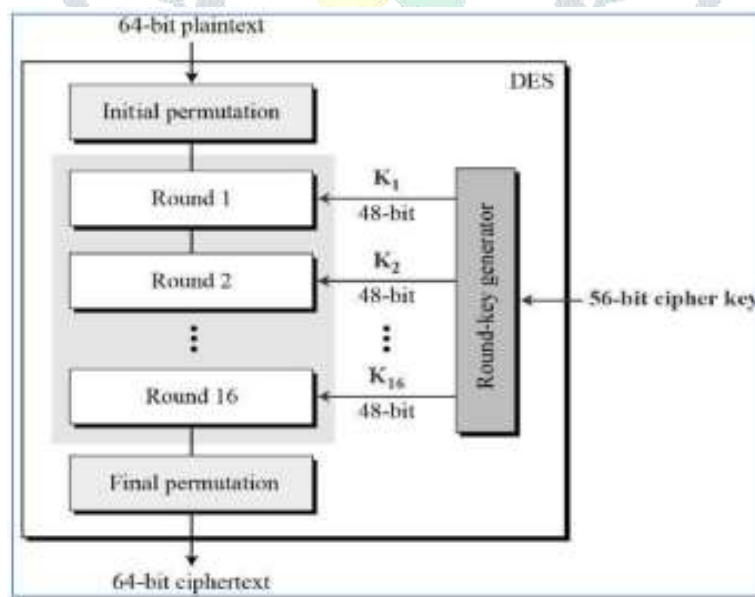 64-bit plaintext
DES
Initial permutation
Round 1
K1
48-bit
Round 2
K2
48-bit
Round-key generator
56-bit cipher key
Round 16
K16
48-bit
Final permutation
64-bit ciphertext